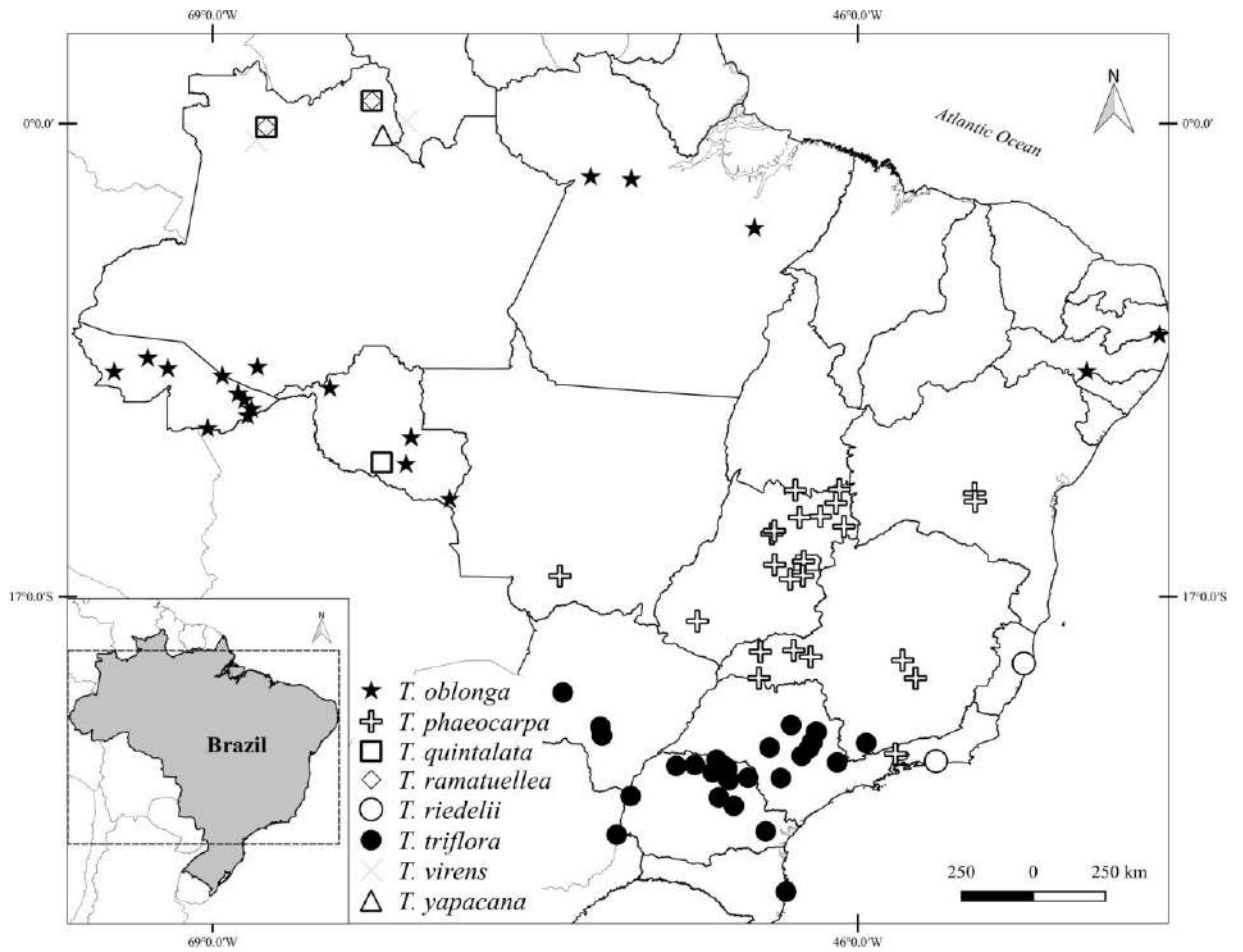 69°0.0'W
46°0.0'W
N
0°0.0'
Atlantic Ocean
0°0.0'
17°0.0'S
17°0.0'S
N
Brazil
T. oblonga
T. phaeocarpa
T. quintalata
T. ramatuellea
T. riedelii
T. triflora
T. virens
T. yapacana
250 0 250 km
69°0.0'W
46°0.0'W